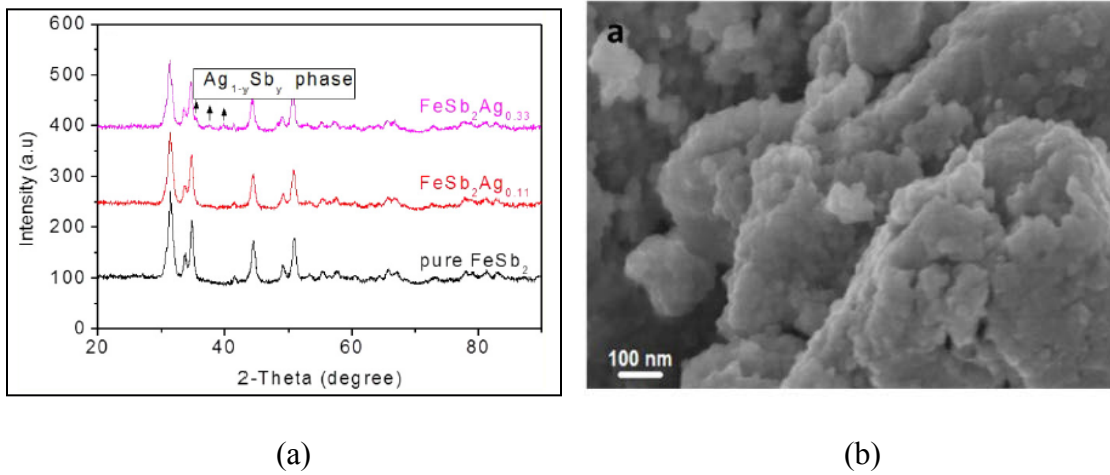 600
500
400
300
200
100
0
Intensity (a.u)
Ag1-ySby phase
FeSb2Ag0.33
FeSb2Ag0.11
pure FeSb2
20 40 60 80
2-Theta (degree)
(a)
a
100 nm
(b)